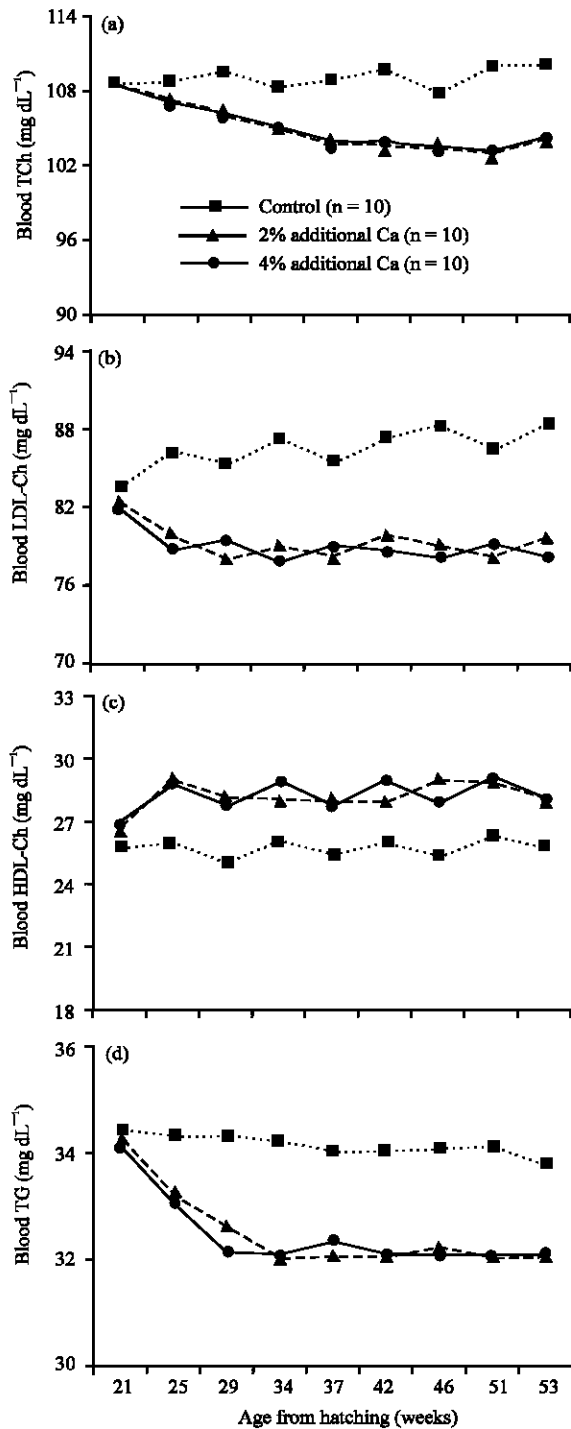 114
(a)
108
102
96
90
Blood TCh (mg dL⁻¹)
Control (n = 10)
2% additional Ca (n = 10)
4% additional Ca (n = 10)
94
(b)
88
82
76
70
Blood LDL-Ch (mg dL⁻¹)
33
(c)
30
27
24
21
18
Blood HDL-Ch (mg dL⁻¹)
36
(d)
34
32
30
Blood TG (mg dL⁻¹)
21 25 29 34 37 42 46 51 53
Age from hatching (weeks)